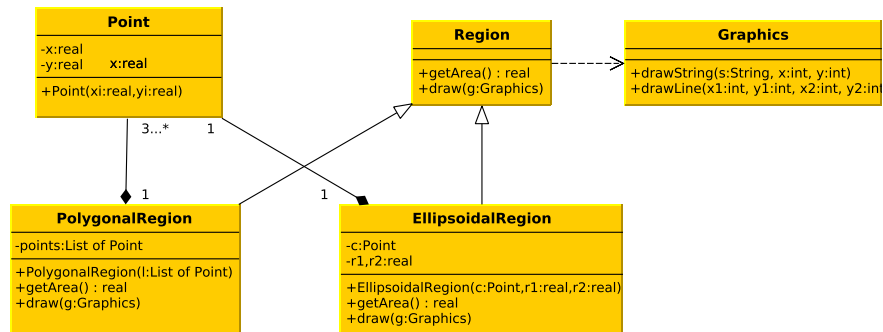 Point
-x:real
-y:real x:real
+Point(xi:real,yi:real)
Region
+getArea() : real
+draw(g:Graphics)
Graphics
+drawString(s:String, x:int, y:int)
+drawLine(x1:int, y1:int, x2:int, y2:int
3...*
1
1
1
PolygonalRegion
-points:List of Point
+PolygonalRegion(l:List of Point)
+getArea() : real
+draw(g:Graphics)
EllipsoidalRegion
-c:Point
-r1,r2:real
+EllipsoidalRegion(c:Point,r1:real,r2:real)
+getArea() : real
+draw(g:Graphics)